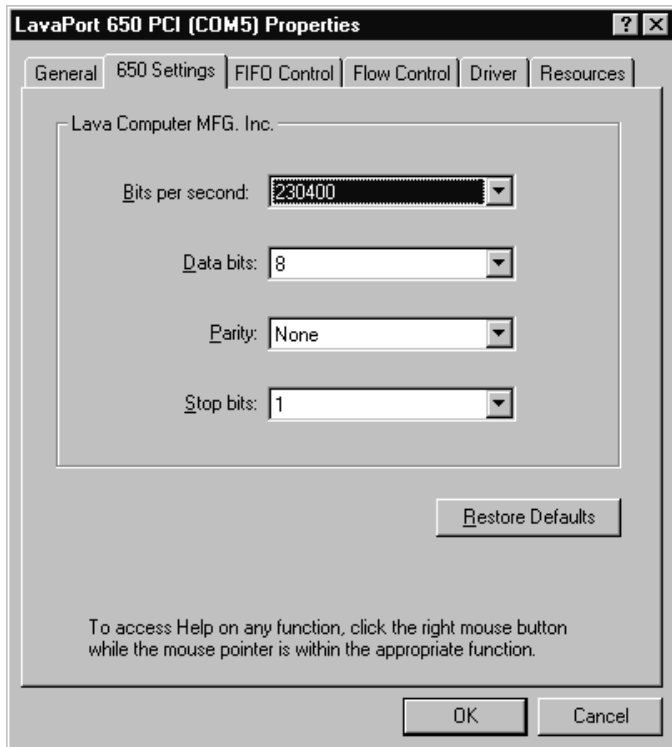 LavaPort 650 PCI (COM5) Properties
General 650 Settings FIFO Control Flow Control Driver Resources
Lava Computer MFG. Inc.
Bits per second: 230400
Data bits: 8
Parity: None
Stop bits: 1
Restore Defaults
To access Help on any function, click the right mouse button
while the mouse pointer is within the appropriate function.
OK Cancel